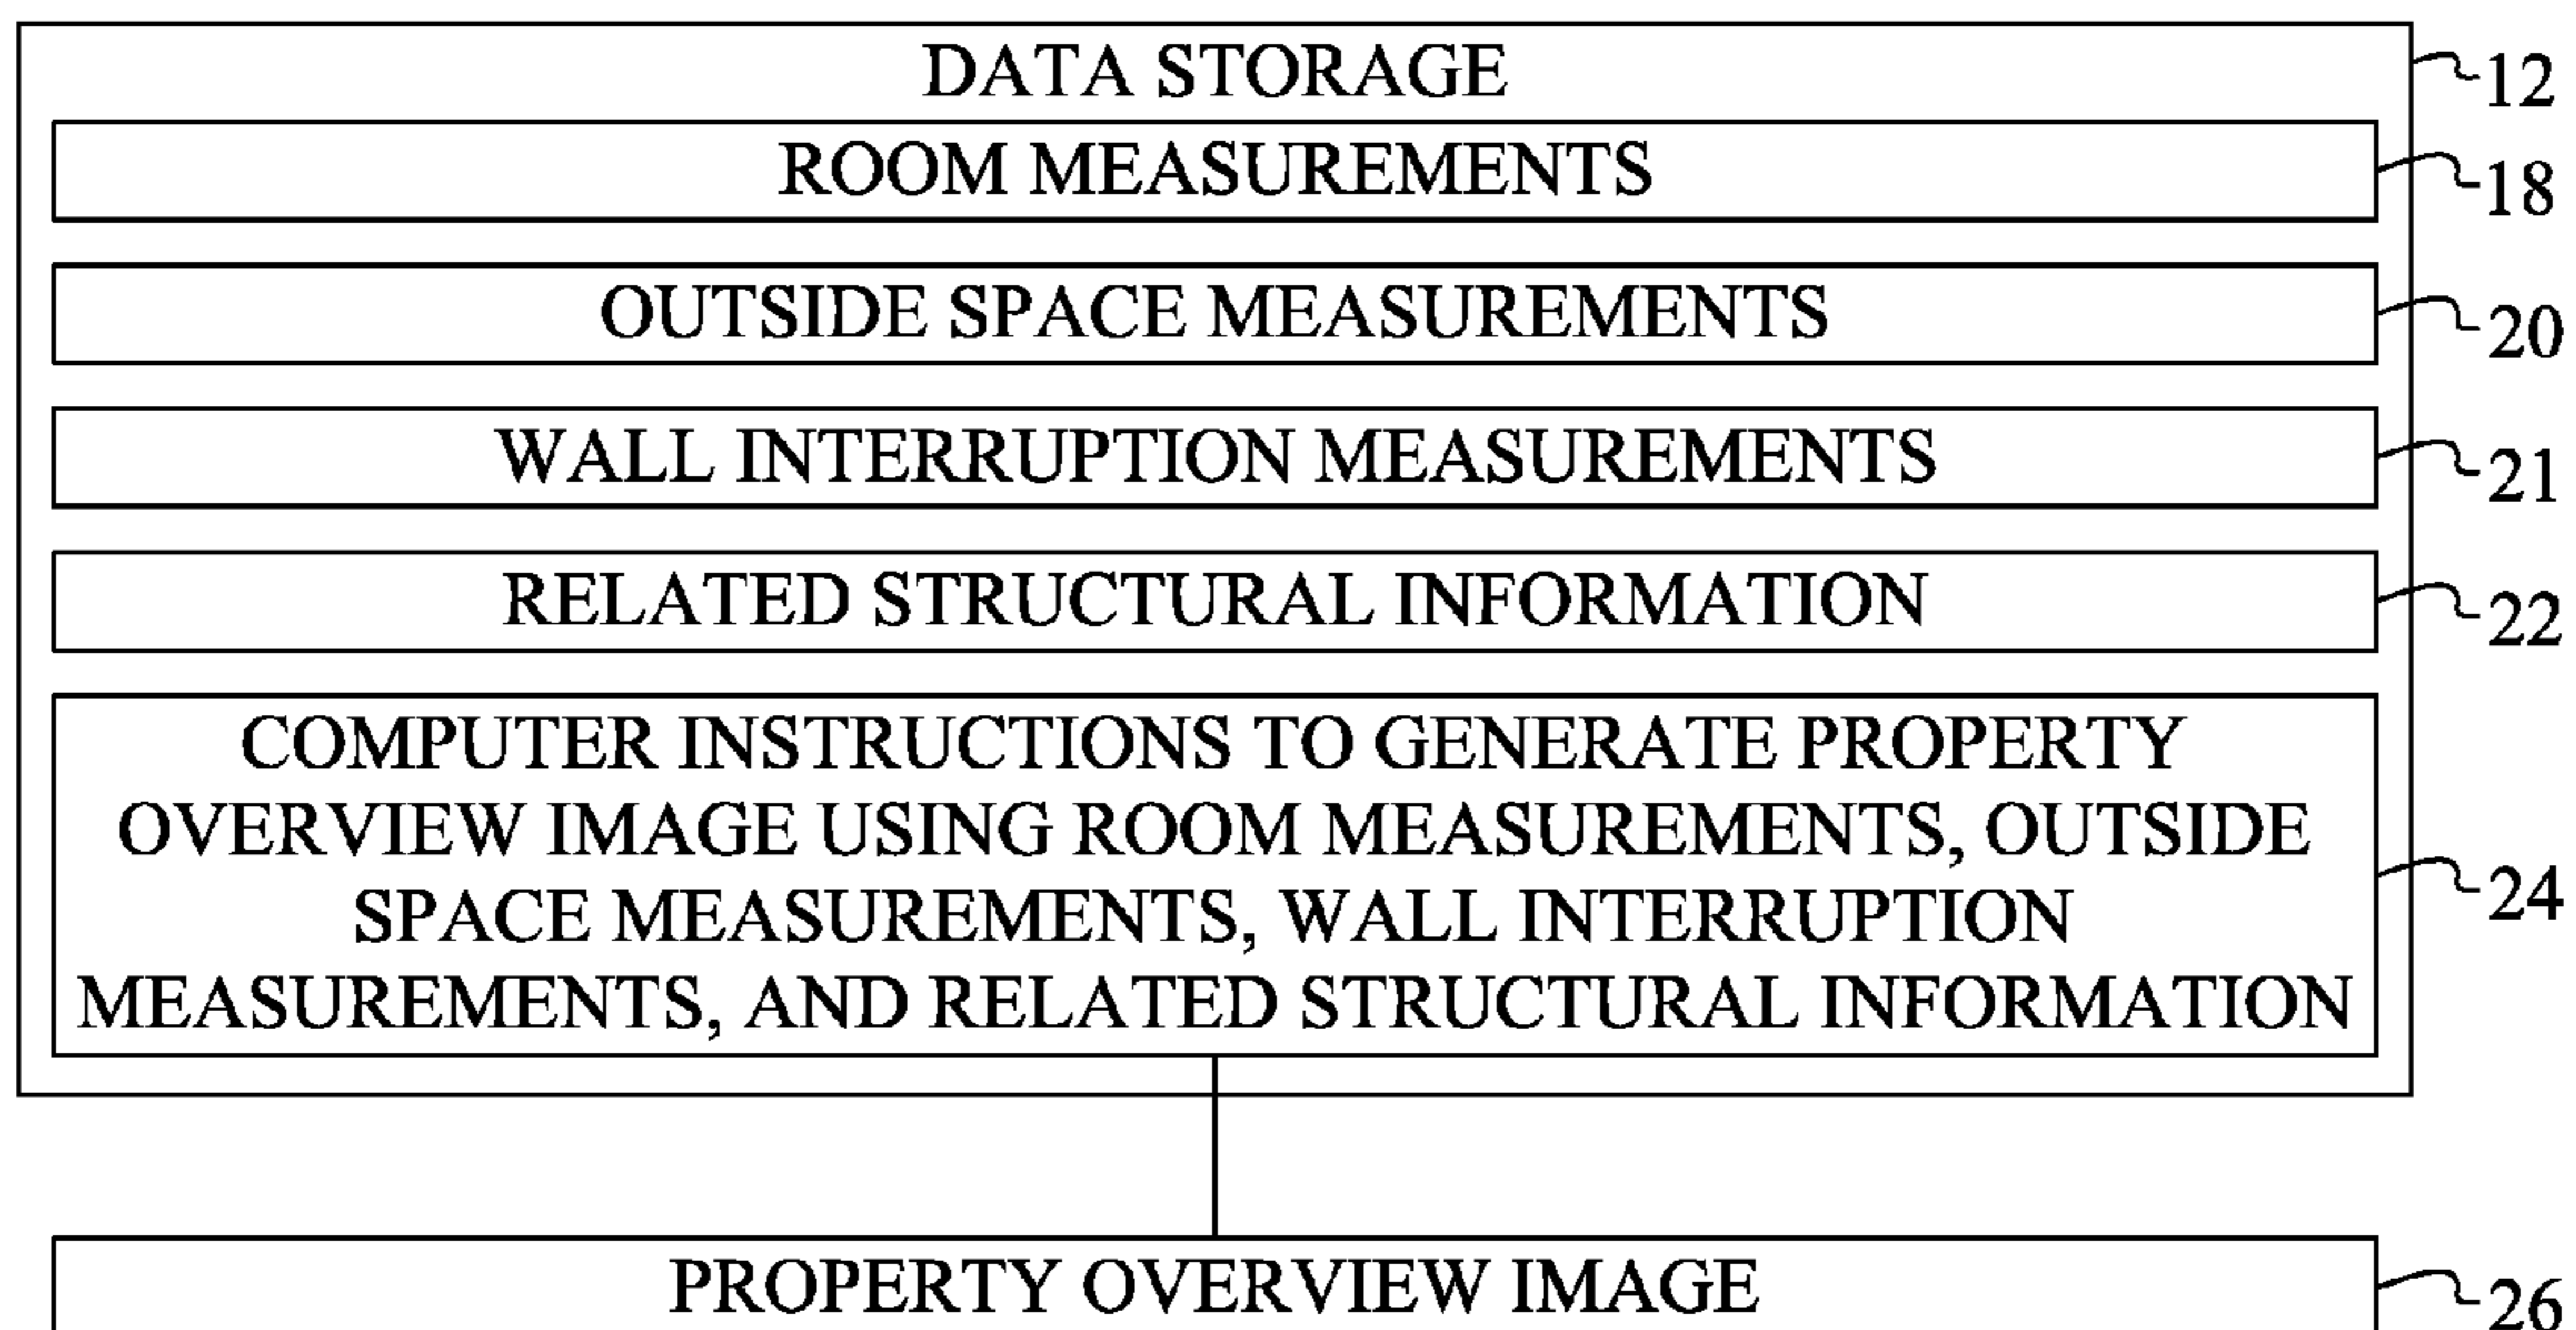 DATA STORAGE
12
ROOM MEASUREMENTS
18
OUTSIDE SPACE MEASUREMENTS
20
WALL INTERRUPTION MEASUREMENTS
21
RELATED STRUCTURAL INFORMATION
22
COMPUTER INSTRUCTIONS TO GENERATE PROPERTY
OVERVIEW IMAGE USING ROOM MEASUREMENTS, OUTSIDE
SPACE MEASUREMENTS, WALL INTERRUPTION
MEASUREMENTS, AND RELATED STRUCTURAL INFORMATION
24
PROPERTY OVERVIEW IMAGE
26